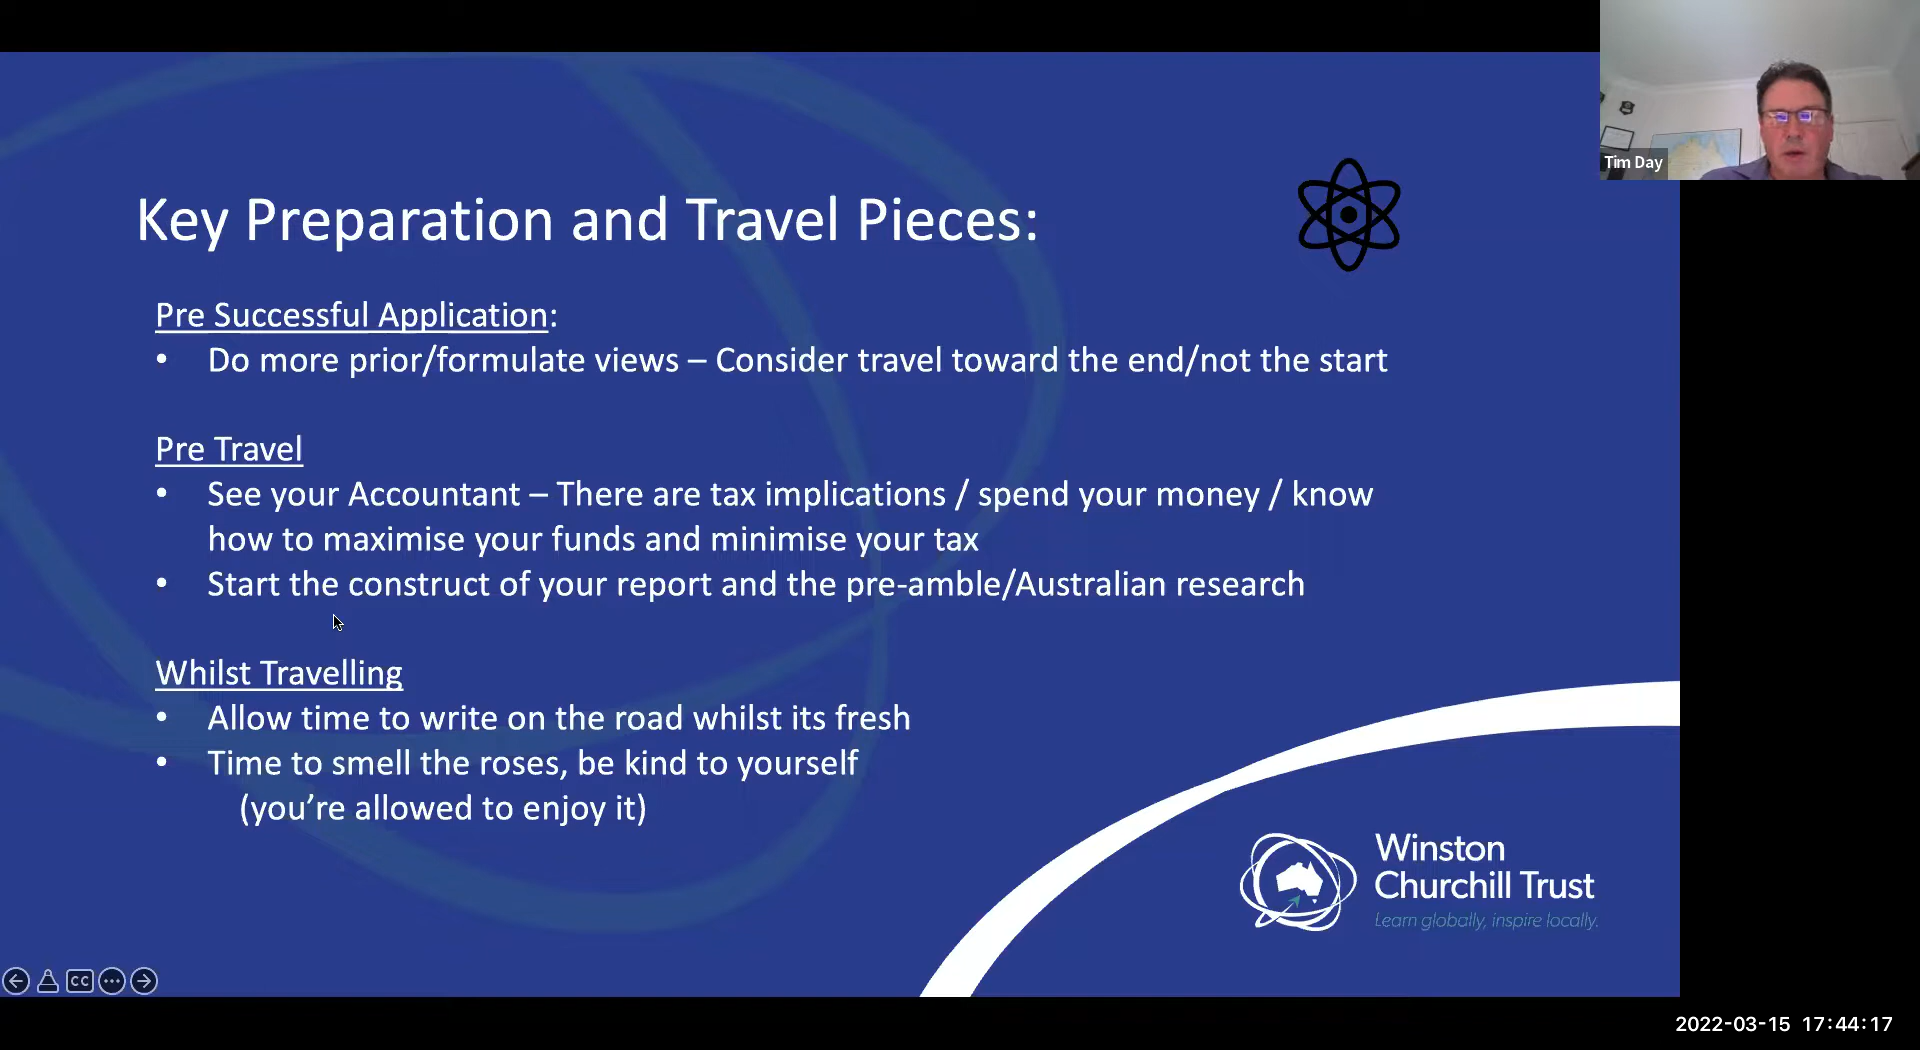 Tim Day
Key Preparation and Travel Pieces:
Pre Successful Application:
• Do more prior/formulate views – Consider travel toward the end/not the start
Pre Travel
• See your Accountant – There are tax implications / spend your money / know
how to maximise your funds and minimise your tax
• Start the construct of your report and the pre-amble/Australian research
Whilst Travelling
• Allow time to write on the road whilst its fresh
• Time to smell the roses, be kind to yourself
(you’re allowed to enjoy it)
Winston
Churchill Trust
Learn globally, inspire locally.
CC
2022-03-15 17:44:17